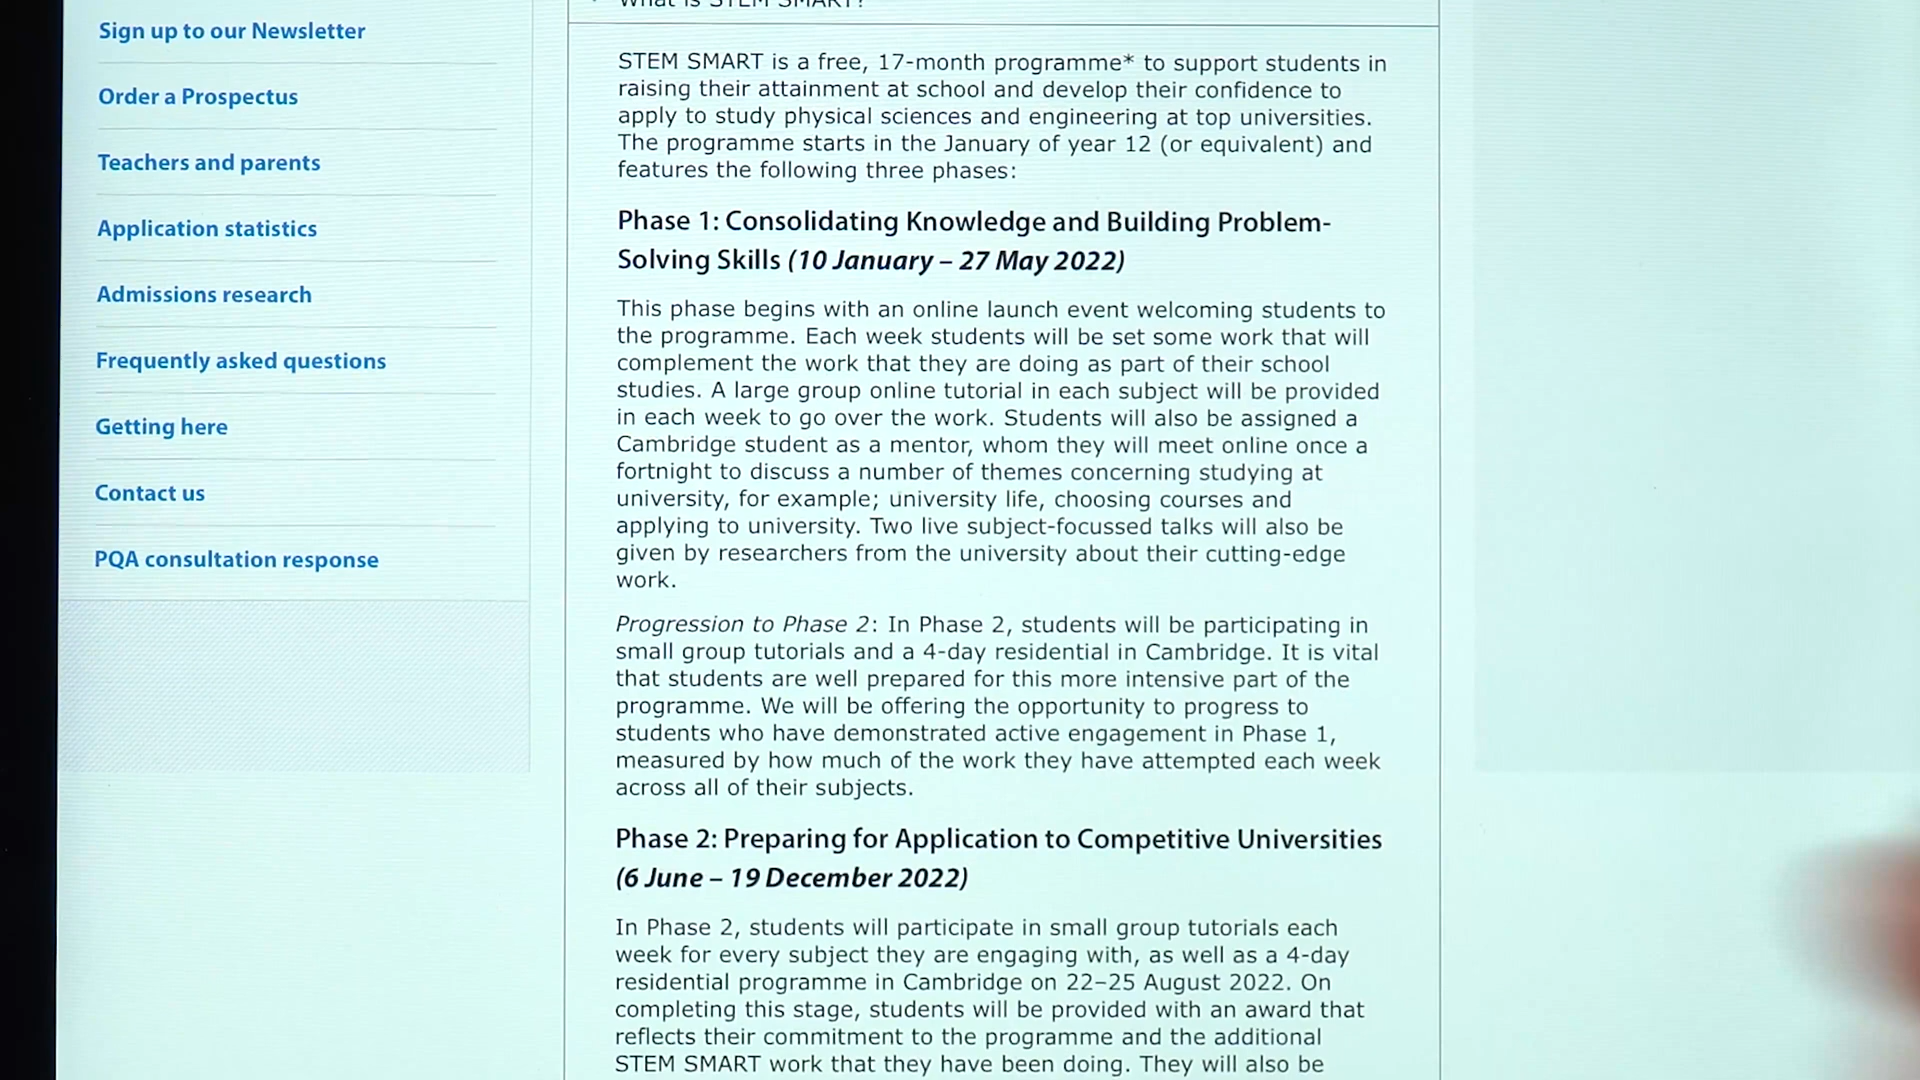 What is STEM SMART?
Sign up to our Newsletter
Order a Prospectus
Teachers and parents
Application statistics
Admissions research
Frequently asked questions
Getting here
Contact us
PQA consultation response
STEM SMART is a free, 17-month programme* to support students in
raising their attainment at school and develop their confidence to
apply to study physical sciences and engineering at top universities.
The programme starts in the January of year 12 (or equivalent) and
features the following three phases:
Phase 1: Consolidating Knowledge and Building Problem-
Solving Skills (10 January – 27 May 2022)
This phase begins with an online launch event welcoming students to
the programme. Each week students will be set some work that will
complement the work that they are doing as part of their school
studies. A large group online tutorial in each subject will be provided
in each week to go over the work. Students will also be assigned a
Cambridge student as a mentor, whom they will meet online once a
fortnight to discuss a number of themes concerning studying at
university, for example; university life, choosing courses and
applying to university. Two live subject-focussed talks will also be
given by researchers from the university about their cutting-edge
work.
Progression to Phase 2: In Phase 2, students will be participating in
small group tutorials and a 4-day residential in Cambridge. It is vital
that students are well prepared for this more intensive part of the
programme. We will be offering the opportunity to progress to
students who have demonstrated active engagement in Phase 1,
measured by how much of the work they have attempted each week
across all of their subjects.
Phase 2: Preparing for Application to Competitive Universities
(6 June – 19 December 2022)
In Phase 2, students will participate in small group tutorials each
week for every subject they are engaging with, as well as a 4-day
residential programme in Cambridge on 22–25 August 2022. On
completing this stage, students will be provided with an award that
reflects their commitment to the programme and the additional
STEM SMART work that they have been doing. They will also be